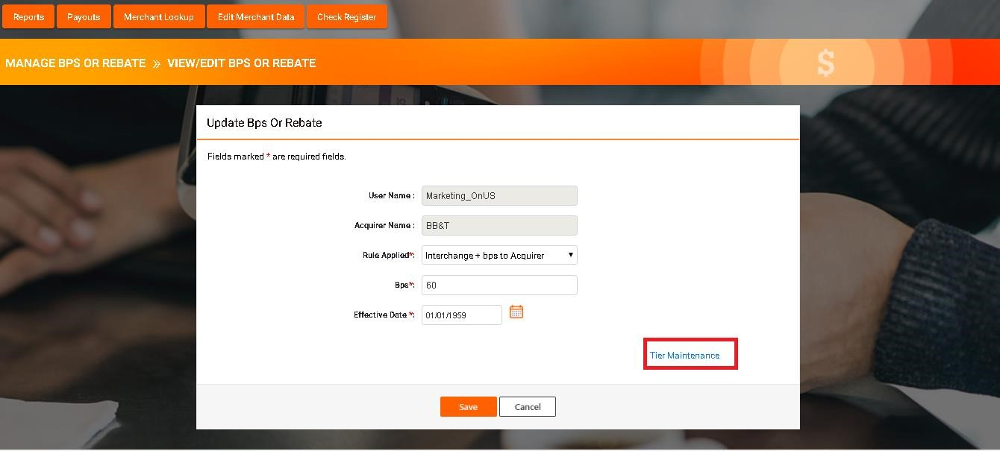 Reports Payouts Merchant Lookup Edit Merchant Data Check Register
MANAGE BPS OR REBATE » VIEW/EDIT BPS OR REBATE
$
Update Bps Or Rebate
Fields marked * are required fields.
User Name : Marketing_OnUS
Acquirer Name : BB&T
Rule Applied*: Interchange + bps to Acquirer
Bps*: 60
Effective Date *: 01/01/1959
Tier Maintenance
Save Cancel